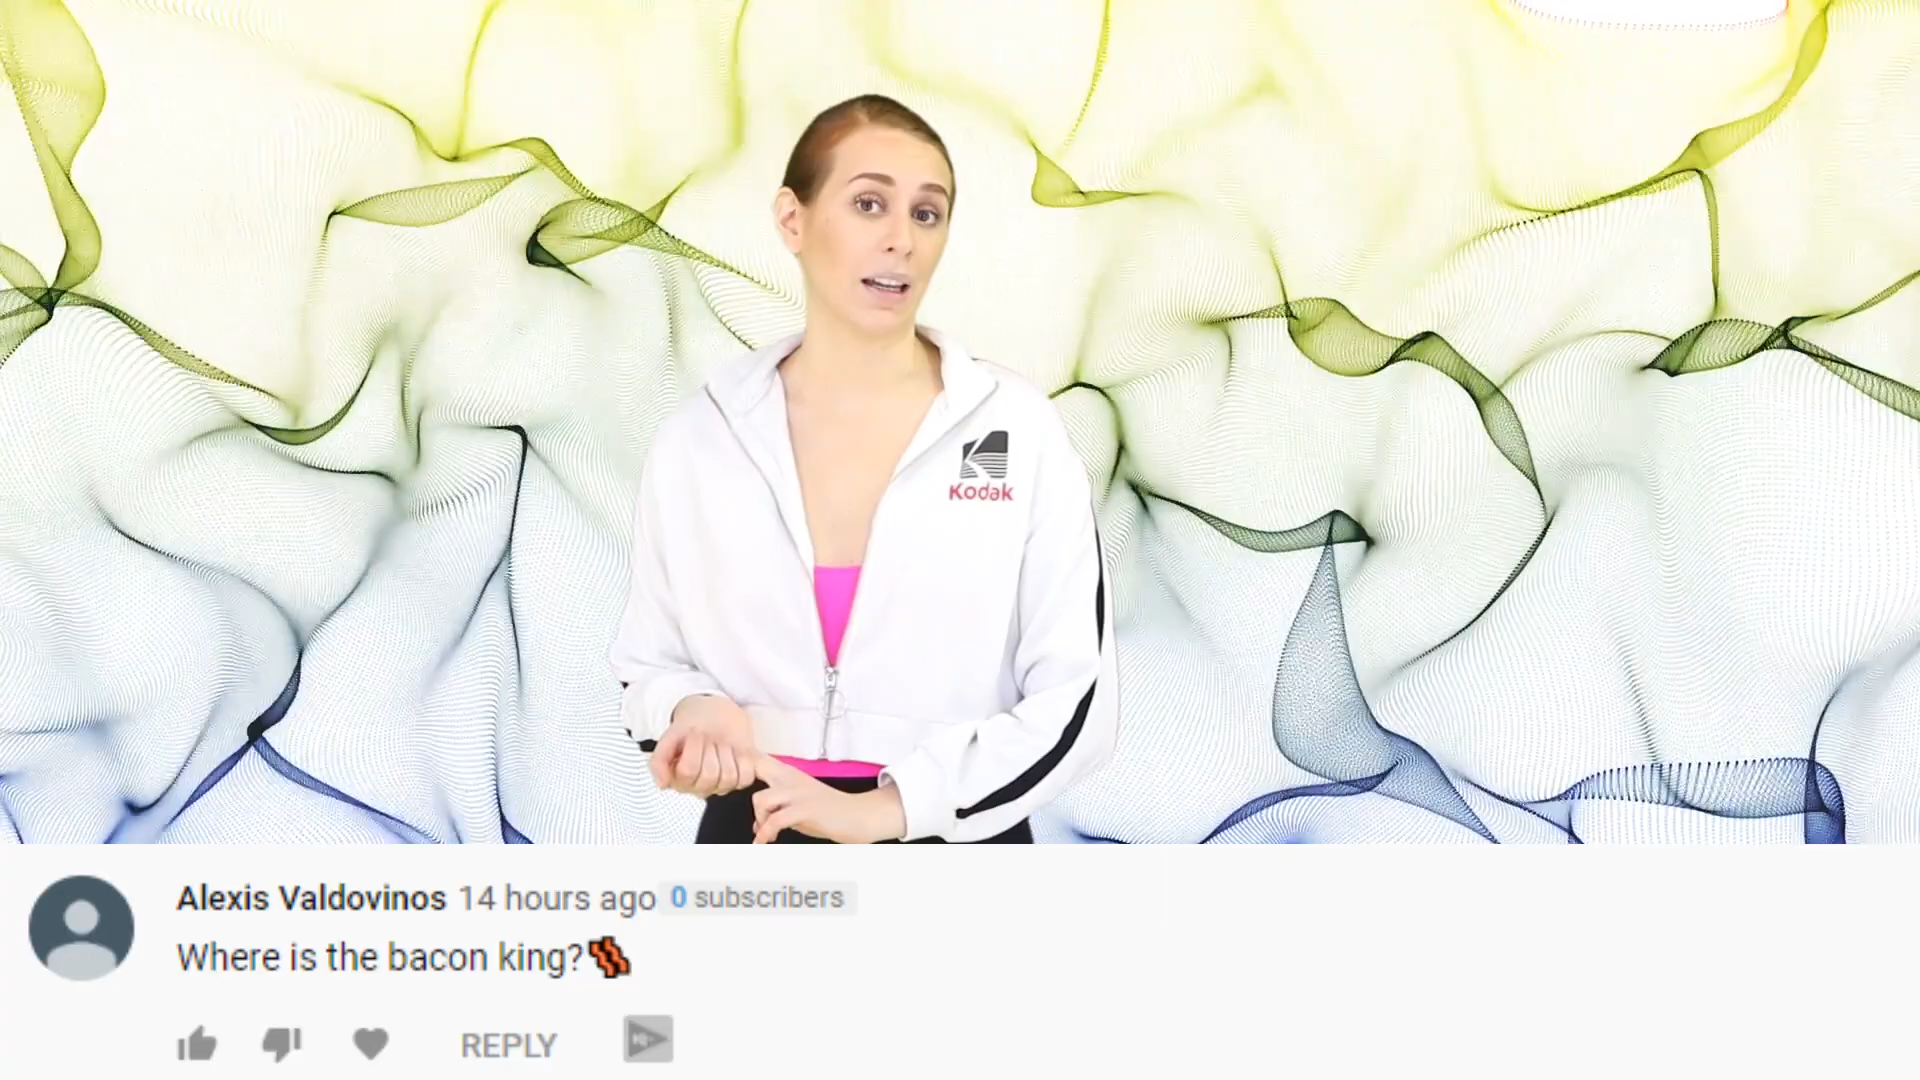 Kodak
Alexis Valdovinos 14 hours ago 0 subscribers
Where is the bacon king?🥓
REPLY